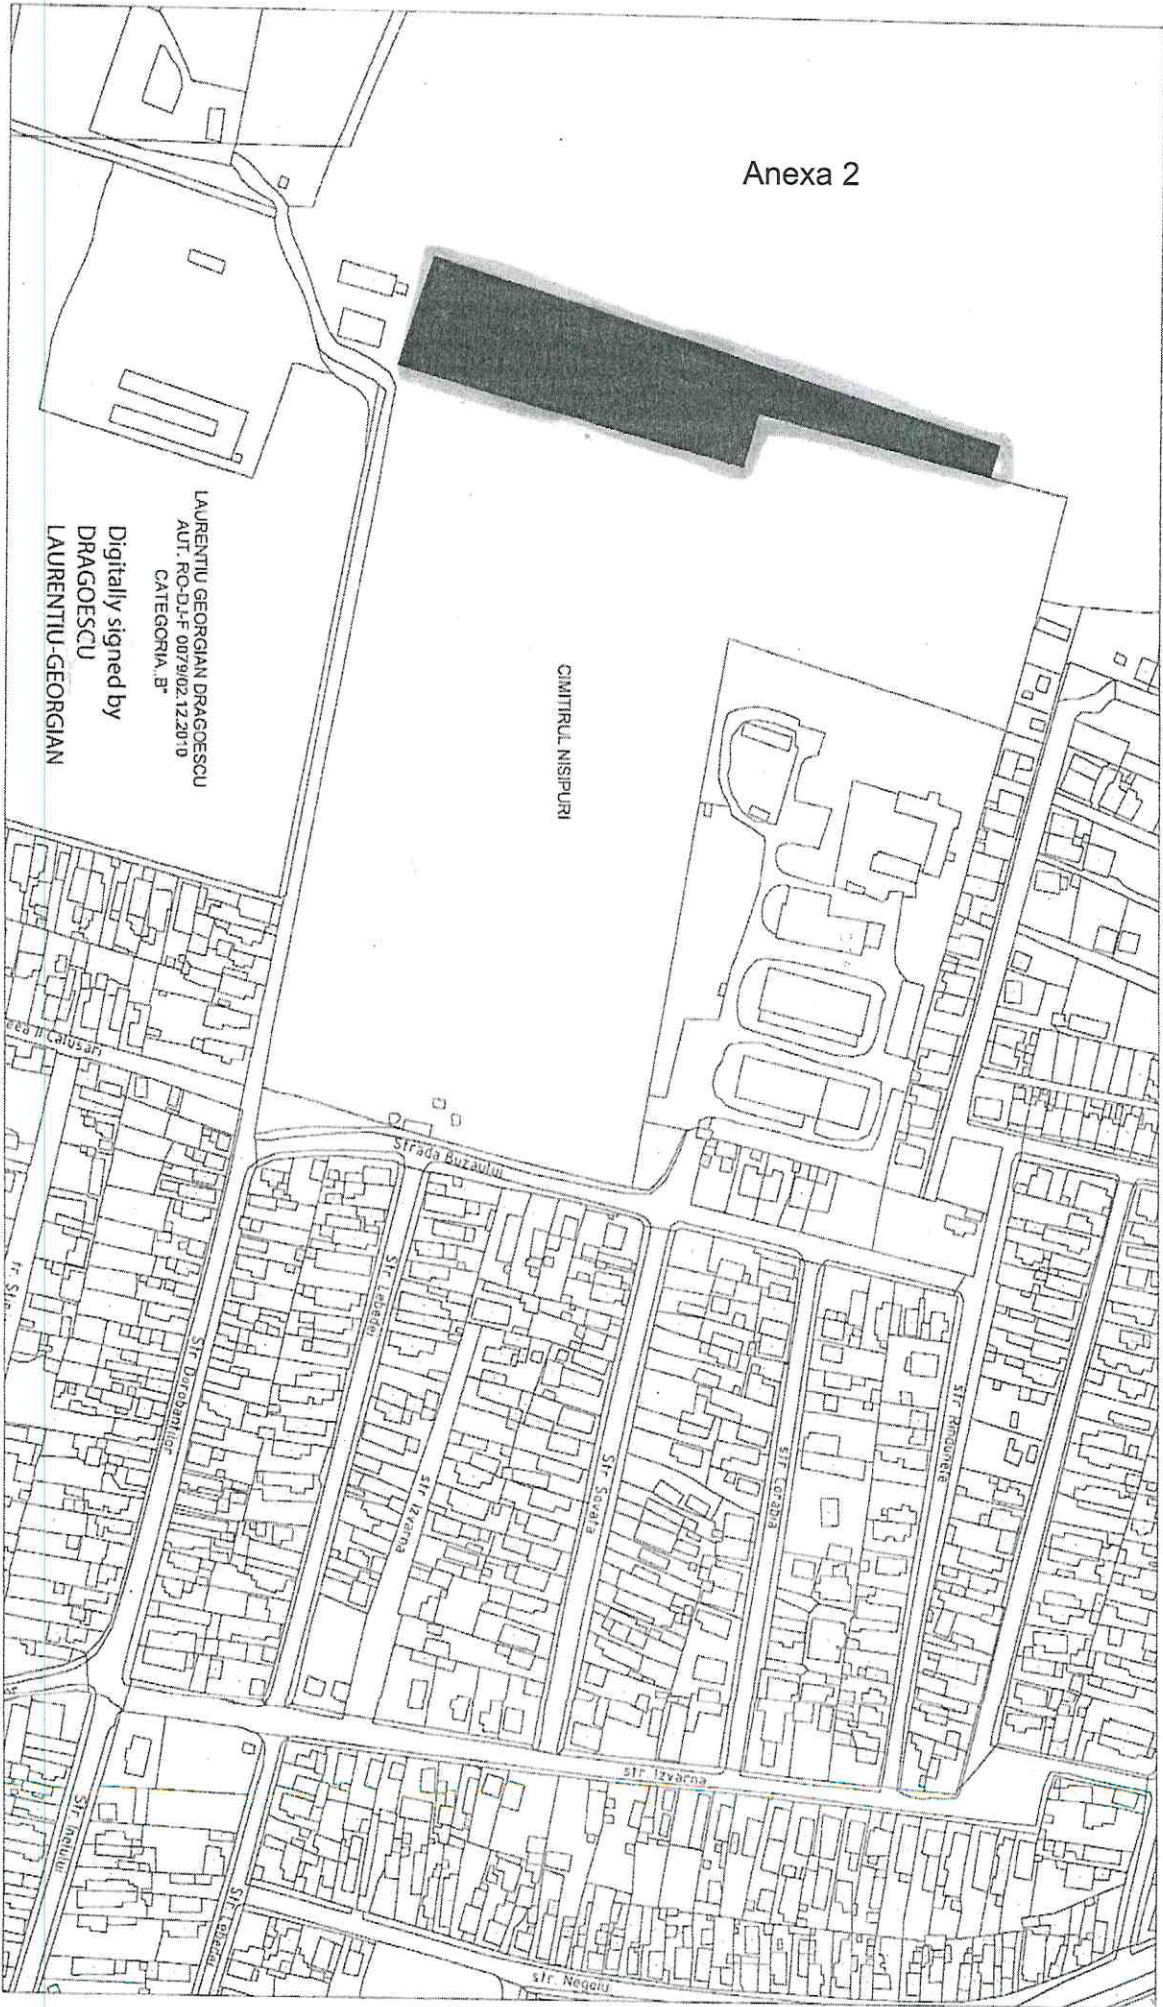 Anexa 2
LAURENTIU GEORGIAN DRAGOESCU
AUT. RO-DJ-F 0079/02.12.2010
CATEGORIA „B"
Digitally signed by
DRAGOESCU
LAURENTIU-GEORGIAN
CIMITIRUL NISIPURI
Calusari
Strada Buzaului
Str. Lebedei
Str. Dorobantilor
str Izvarna
Str. Sovata
str Corabia
str Randunele
str Izvarna
Str. Inelului
Str. Lebedei
str. Negoiu